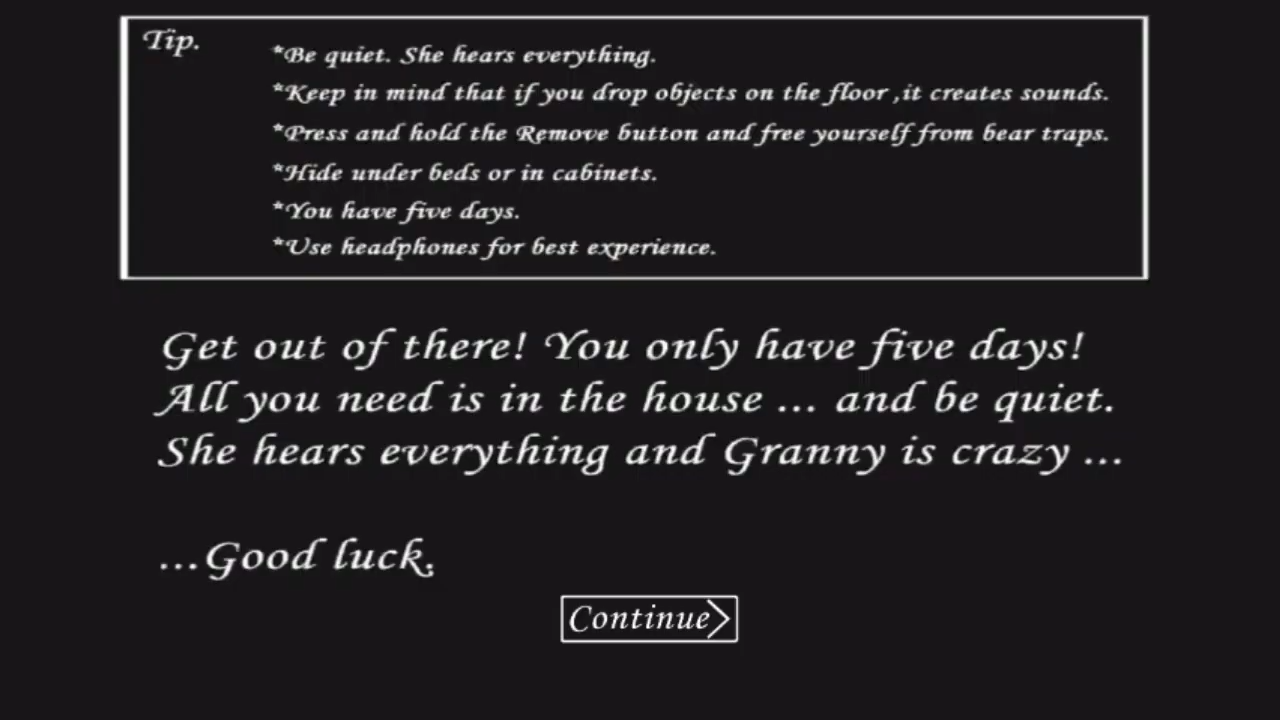 Tip.
*Be quiet. She hears everything.
*Keep in mind that if you drop objects on the floor ,it creates sounds.
*Press and hold the Remove button and free yourself from bear traps.
*Hide under beds or in cabinets.
*You have five days.
*Use headphones for best experience.
Get out of there! You only have five days!
All you need is in the house ... and be quiet.
She hears everything and Granny is crazy ...
...Good luck.
Continue>